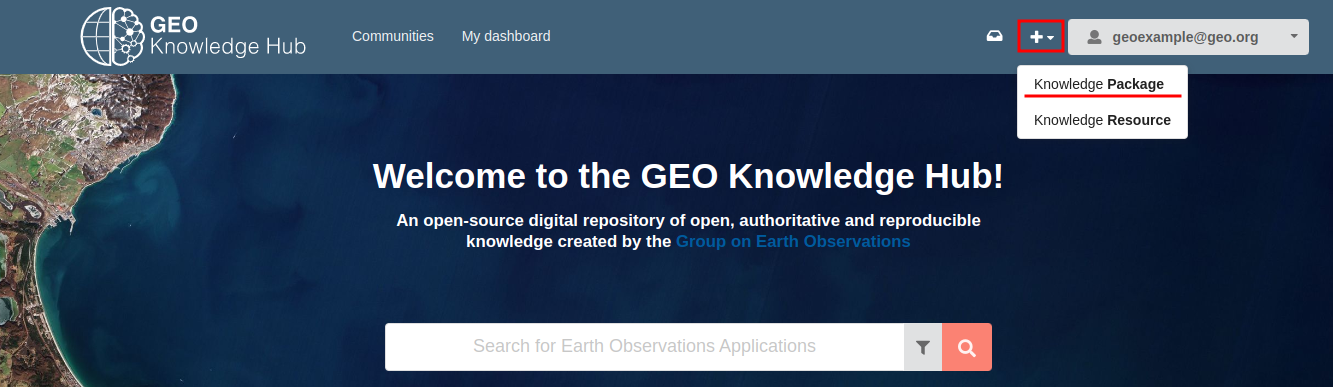 GEO
Knowledge Hub
Communities
My dashboard
geoexample@geo.org
Knowledge Package
Knowledge Resource
Welcome to the GEO Knowledge Hub!
An open-source digital repository of open, authoritative and reproducible
knowledge created by the Group on Earth Observations
Search for Earth Observations Applications